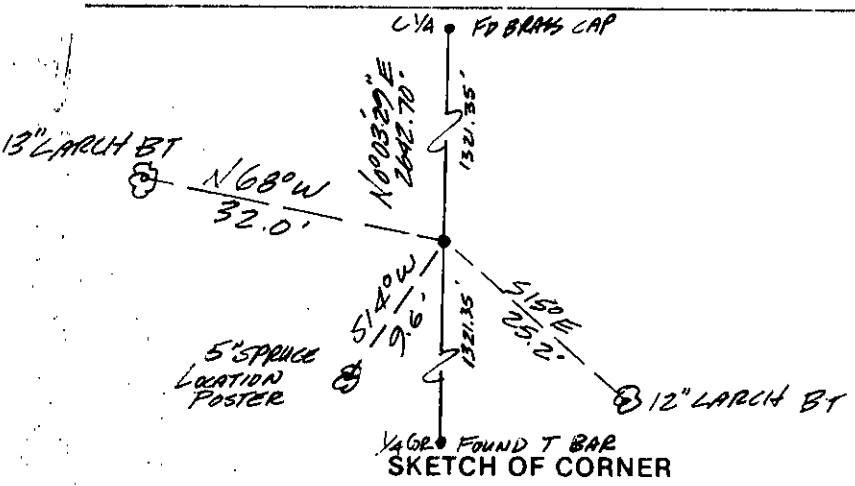 C 1/4 FD BRASS CAP
N0°03'29"E
2642.70'
1321.35'
13" LARCH BT
N68°W
32.0'
S14°W
9.6'
1321.35'
S15°E
25.2'
5" SPRUCE
LOCATION
POSTER
12" LARCH BT
1/4 COR FOUND T BAR
SKETCH OF CORNER